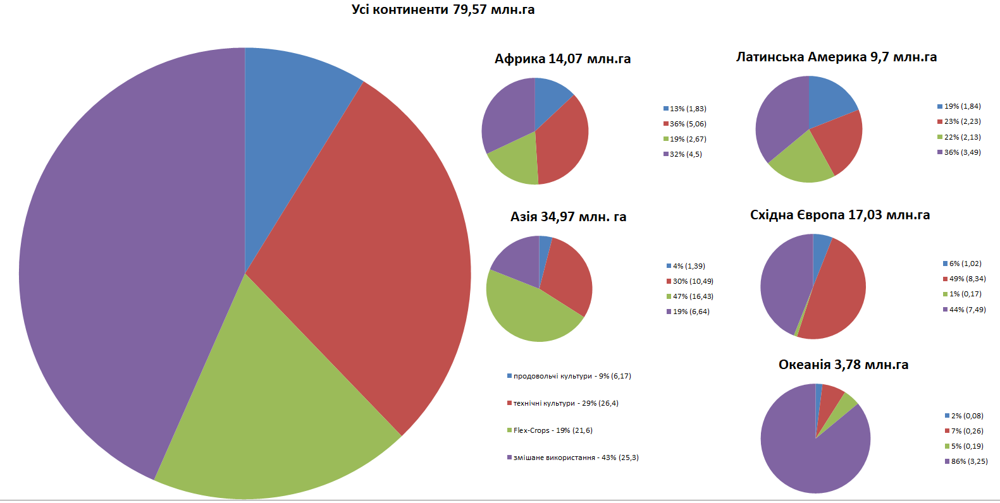 Усі континенти 79,57 млн.га
Африка 14,07 млн.га
13% (1,83)
36% (5,06)
19% (2,67)
32% (4,5)
Латинська Америка 9,7 млн.га
19% (1,84)
23% (2,23)
22% (2,13)
36% (3,49)
Азія 34,97 млн. га
4% (1,39)
30% (10,49)
47% (16,43)
19% (6,64)
Східна Європа 17,03 млн.га
6% (1,02)
49% (8,34)
1% (0,17)
44% (7,49)
продовольчі культури - 9% (6,17)
технічні культури - 29% (26,4)
Flex-Crops - 19% (21,6)
змішане використання - 43% (25,3)
Океанія 3,78 млн.га
2% (0,08)
7% (0,26)
5% (0,19)
86% (3,25)